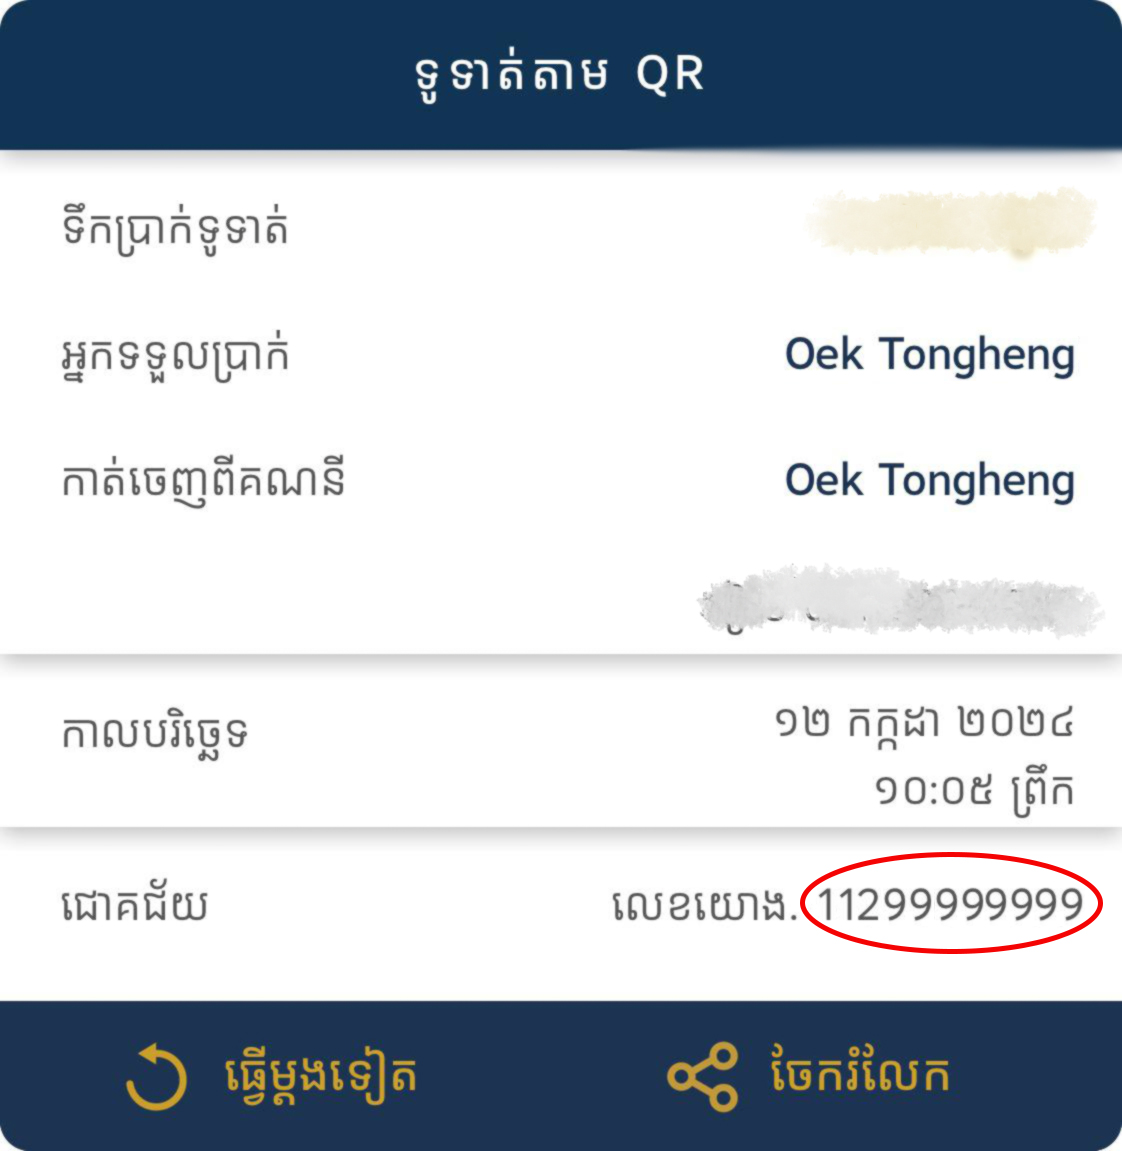 ទូទាត់តាម QR
ទឹកប្រាក់ទូទាត់
អ្នកទទួលប្រាក់ Oek Tongheng
កាត់ចេញពីគណនី Oek Tongheng
កាលបរិច្ឆេទ ១២ កក្កដា ២០២៤
១០:០៥ ព្រឹក
ជោគជ័យ លេខយោង. 11299999999
ធ្វើម្តងទៀត ចែករំលែក